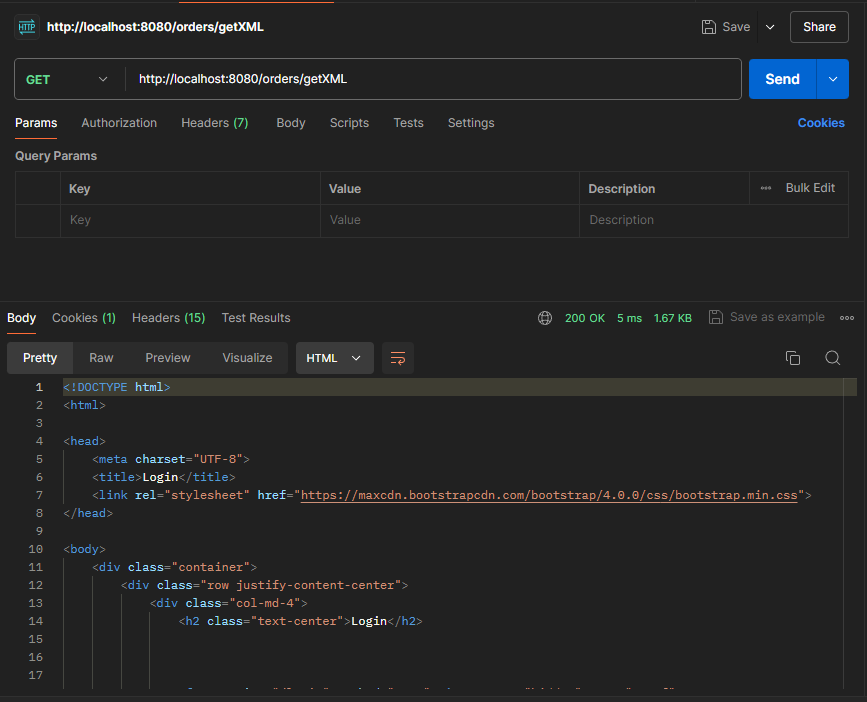 HTTP http://localhost:8080/orders/getXML Save Share
GET http://localhost:8080/orders/getXML Send
Params Authorization Headers (7) Body Scripts Tests Settings Cookies
Query Params
Key Value Description Bulk Edit
Key Value Description
Body Cookies (1) Headers (15) Test Results 200 OK 5 ms 1.67 KB Save as example
Pretty Raw Preview Visualize HTML
1 <!DOCTYPE html>
2 <html>
3
4 <head>
5 <meta charset="UTF-8">
6 <title>Login</title>
7 <link rel="stylesheet" href="https://maxcdn.bootstrapcdn.com/bootstrap/4.0.0/css/bootstrap.min.css">
8 </head>
9
10 <body>
11 <div class="container">
12 <div class="row justify-content-center">
13 <div class="col-md-4">
14 <h2 class="text-center">Login</h2>
15
16
17